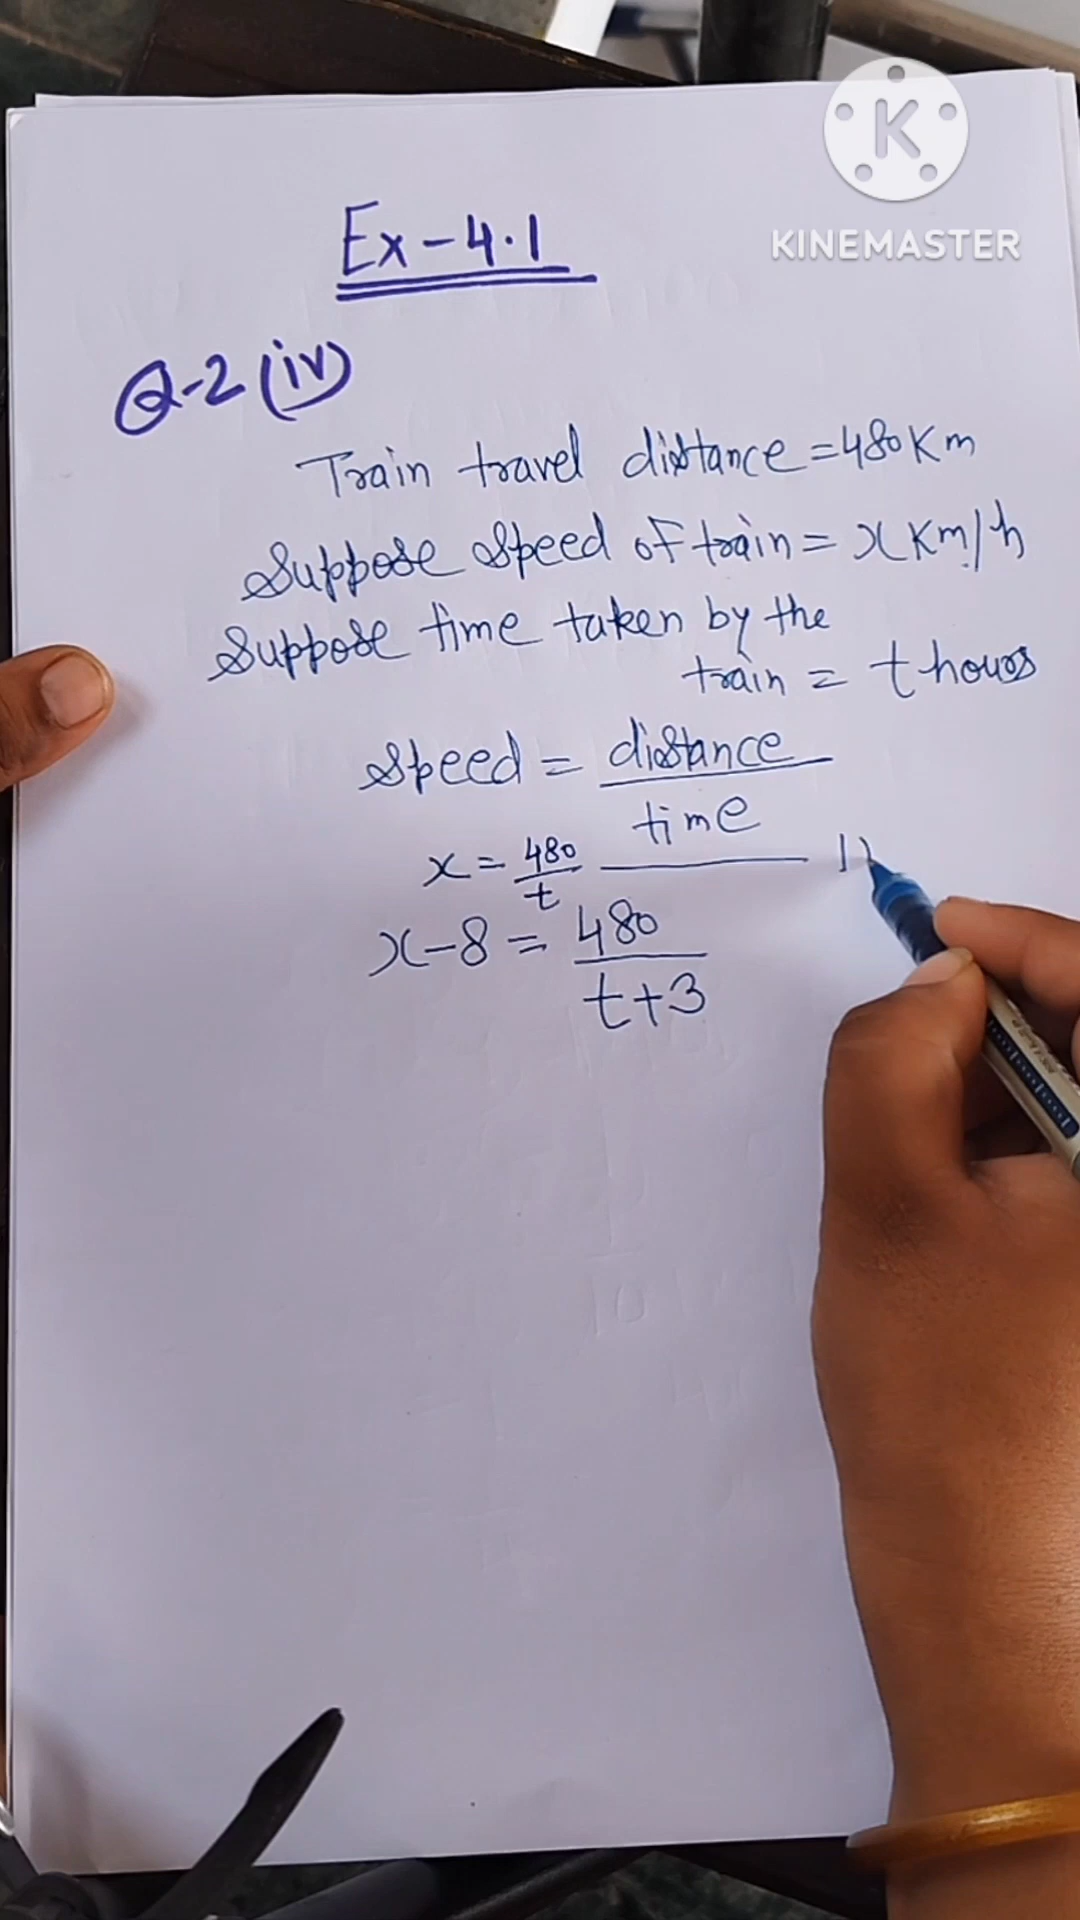 K
KINEMASTER
Ex-4.1
Q-2(iv)
Train travel distance = 480 Km
Suppose speed of train = x Km/h
Suppose time taken by the
train = t hours
Speed = distance
time
x = 480/t
x-8 = 480
t+3